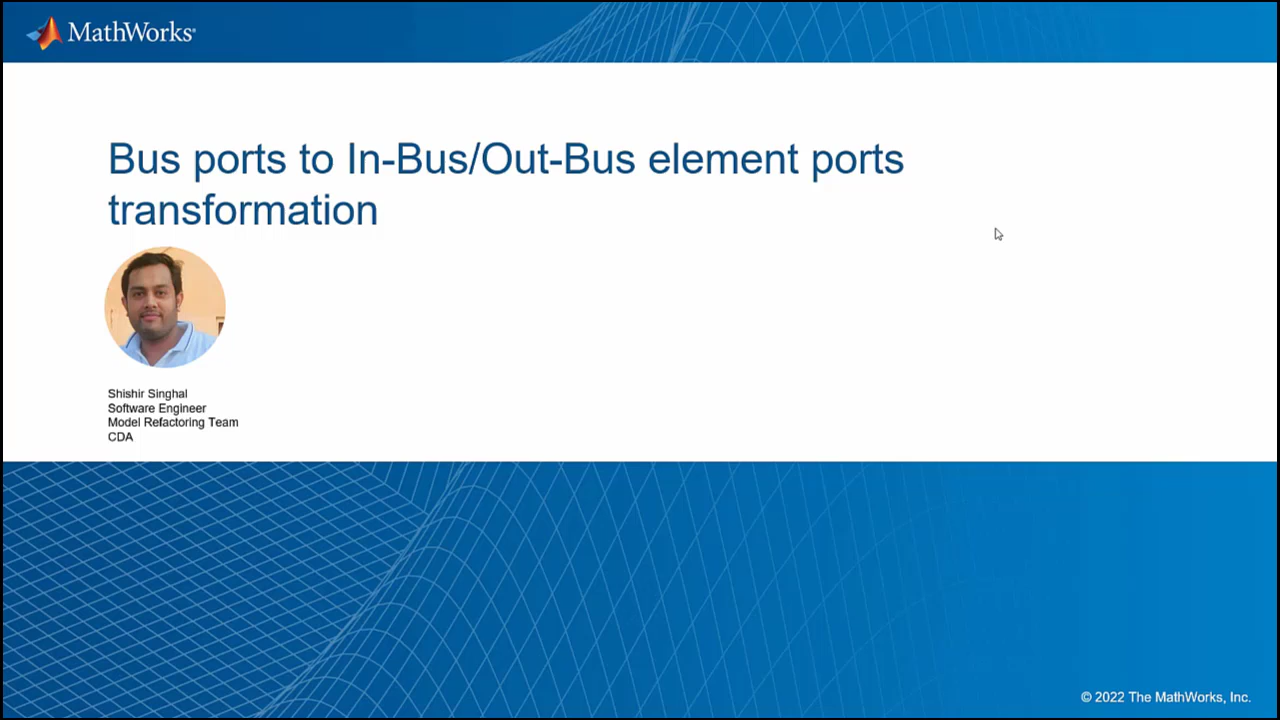 MathWorks®
Bus ports to In-Bus/Out-Bus element ports
transformation
Shishir Singhal
Software Engineer
Model Refactoring Team
CDA
© 2022 The MathWorks, Inc.